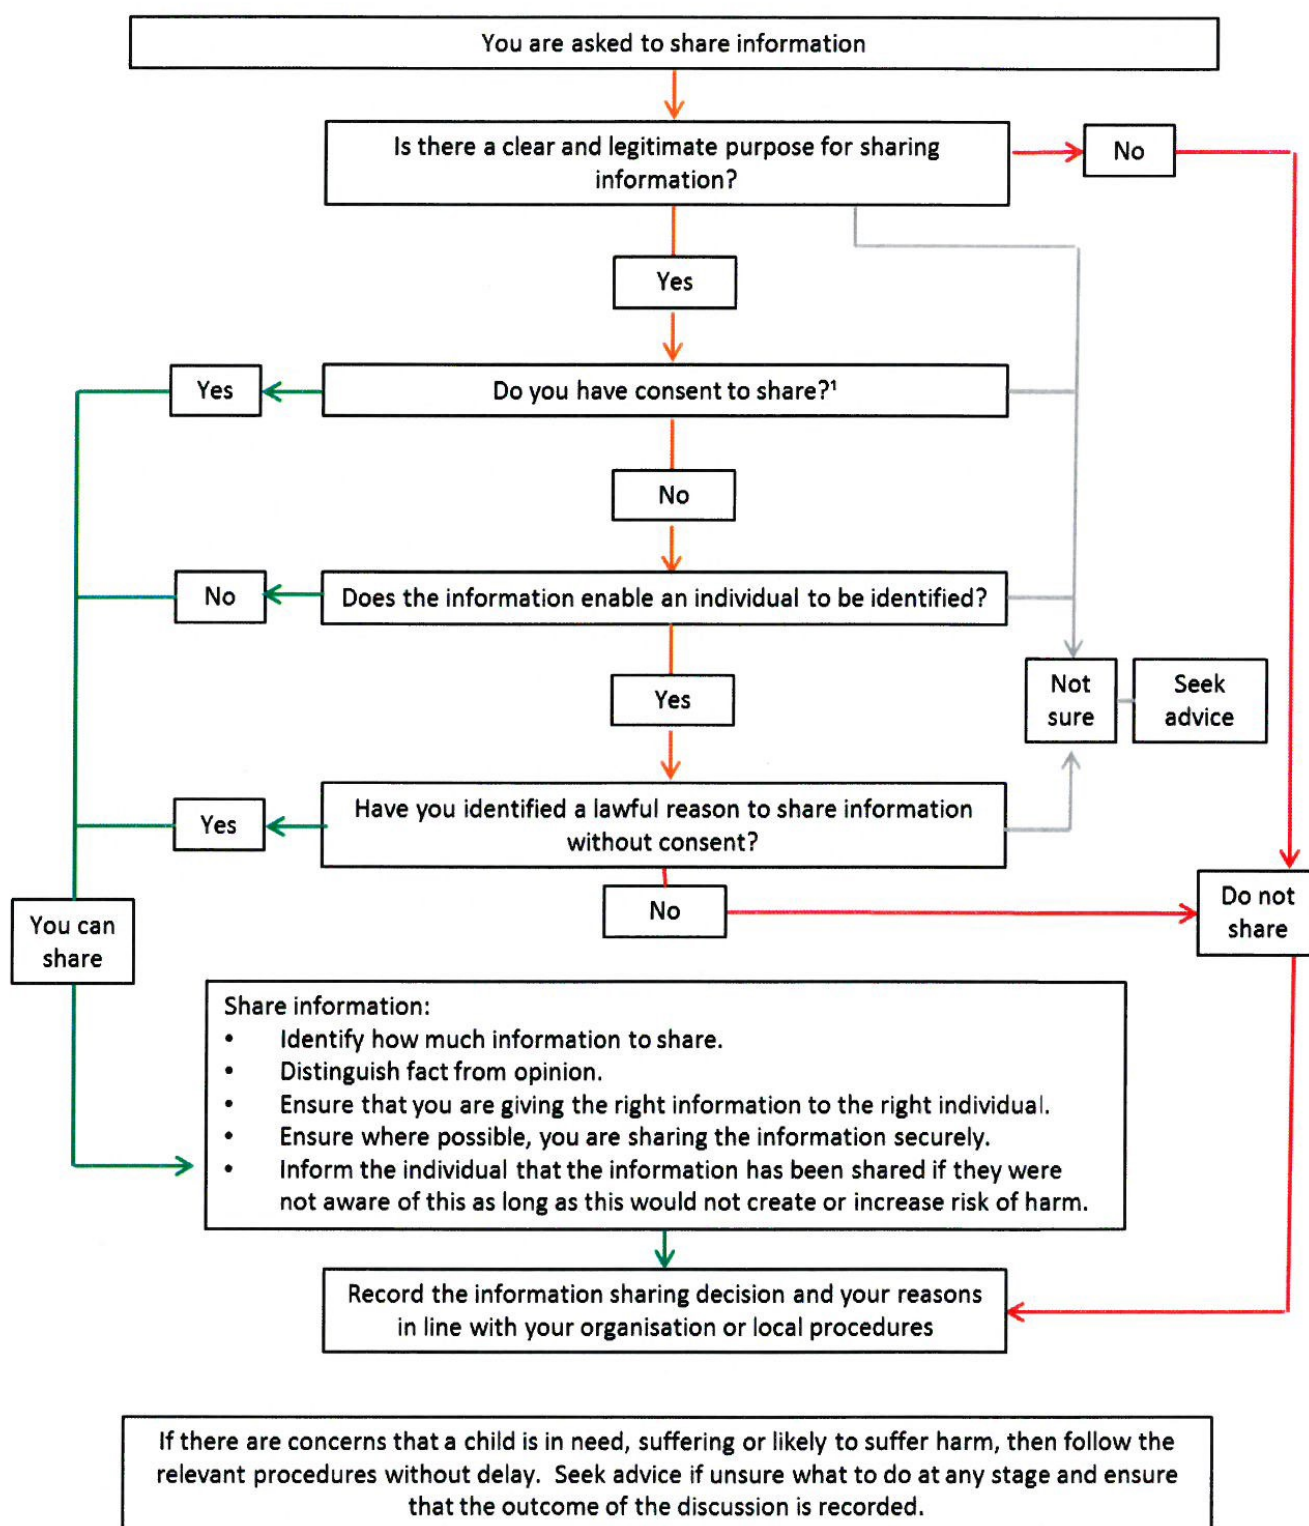 You are asked to share information
Is there a clear and legitimate purpose for sharing
information?
No
Yes
Yes
Do you have consent to share?¹
No
No
Does the information enable an individual to be identified?
Yes
Not
sure
Seek
advice
Yes
Have you identified a lawful reason to share information
without consent?
No
Do not
share
You can
share
Share information:
• Identify how much information to share.
• Distinguish fact from opinion.
• Ensure that you are giving the right information to the right individual.
• Ensure where possible, you are sharing the information securely.
• Inform the individual that the information has been shared if they were
not aware of this as long as this would not create or increase risk of harm.
Record the information sharing decision and your reasons
in line with your organisation or local procedures
If there are concerns that a child is in need, suffering or likely to suffer harm, then follow the
relevant procedures without delay. Seek advice if unsure what to do at any stage and ensure
that the outcome of the discussion is recorded.